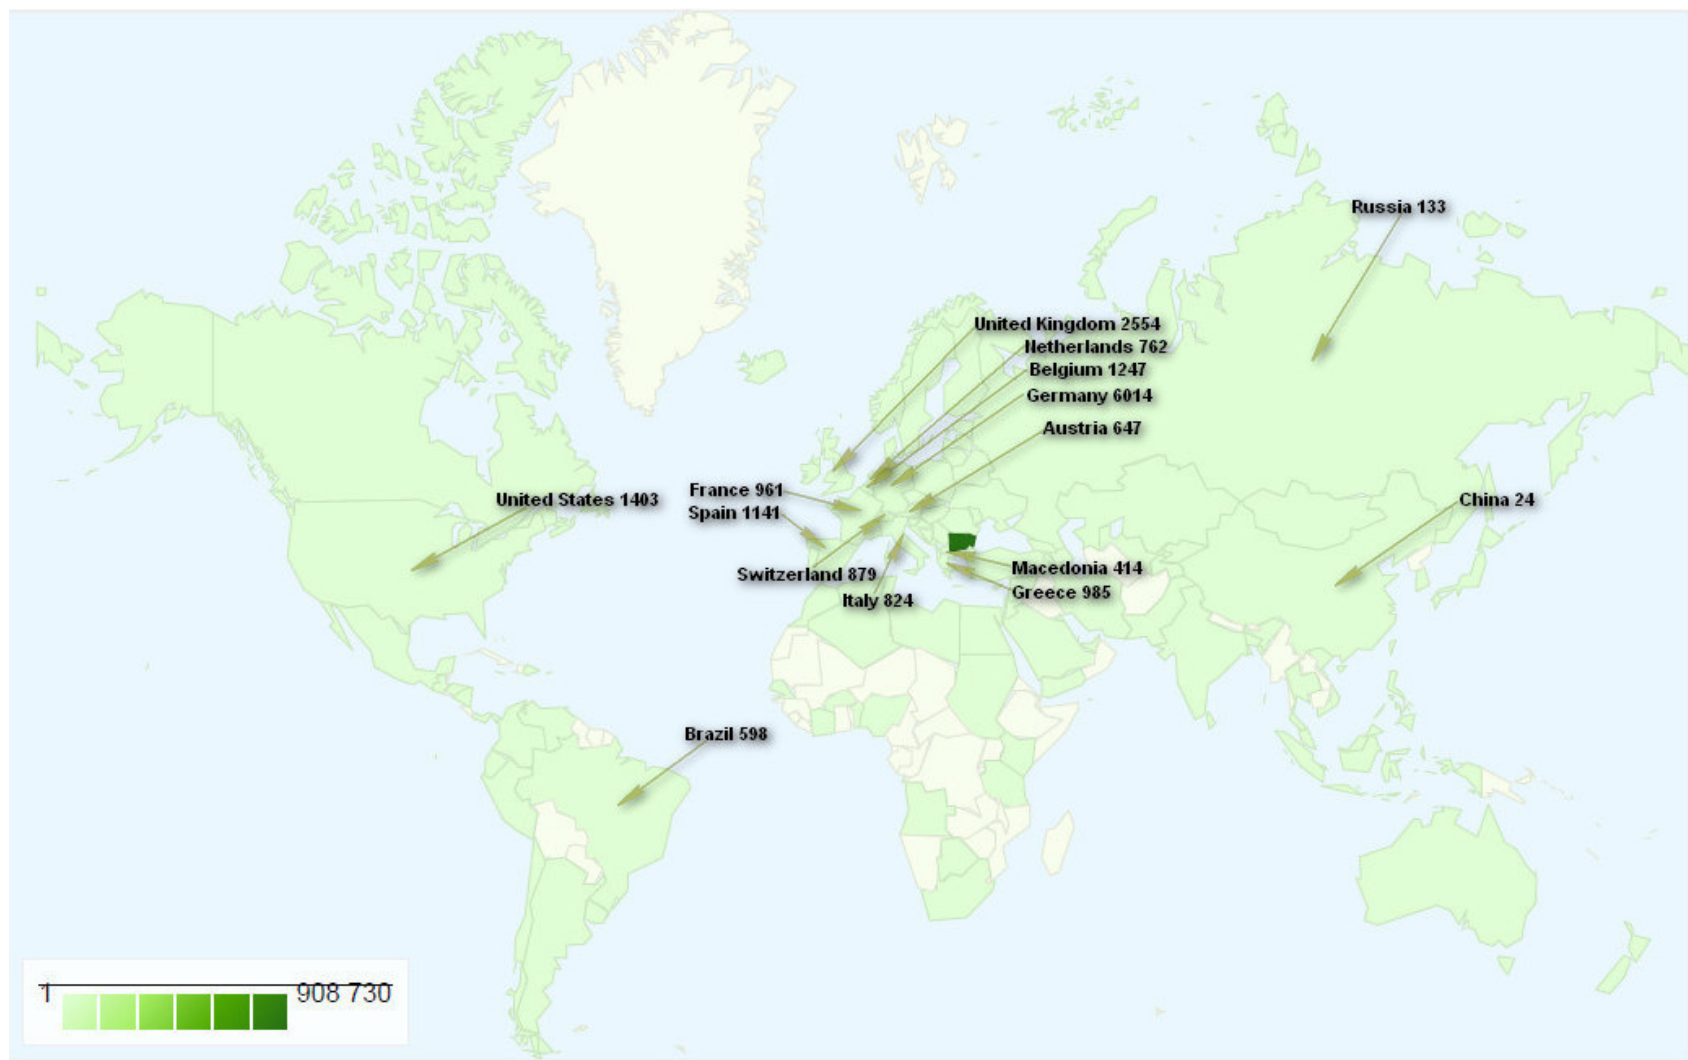 Russia 133
United Kingdom 2554
Netherlands 762
Belgium 1247
Germany 6014
Austria 647
France 961
United States 1403
China 24
Spain 1141
Macedonia 414
Switzerland 879
Greece 985
Italy 824
Brazil 598
1 908 730